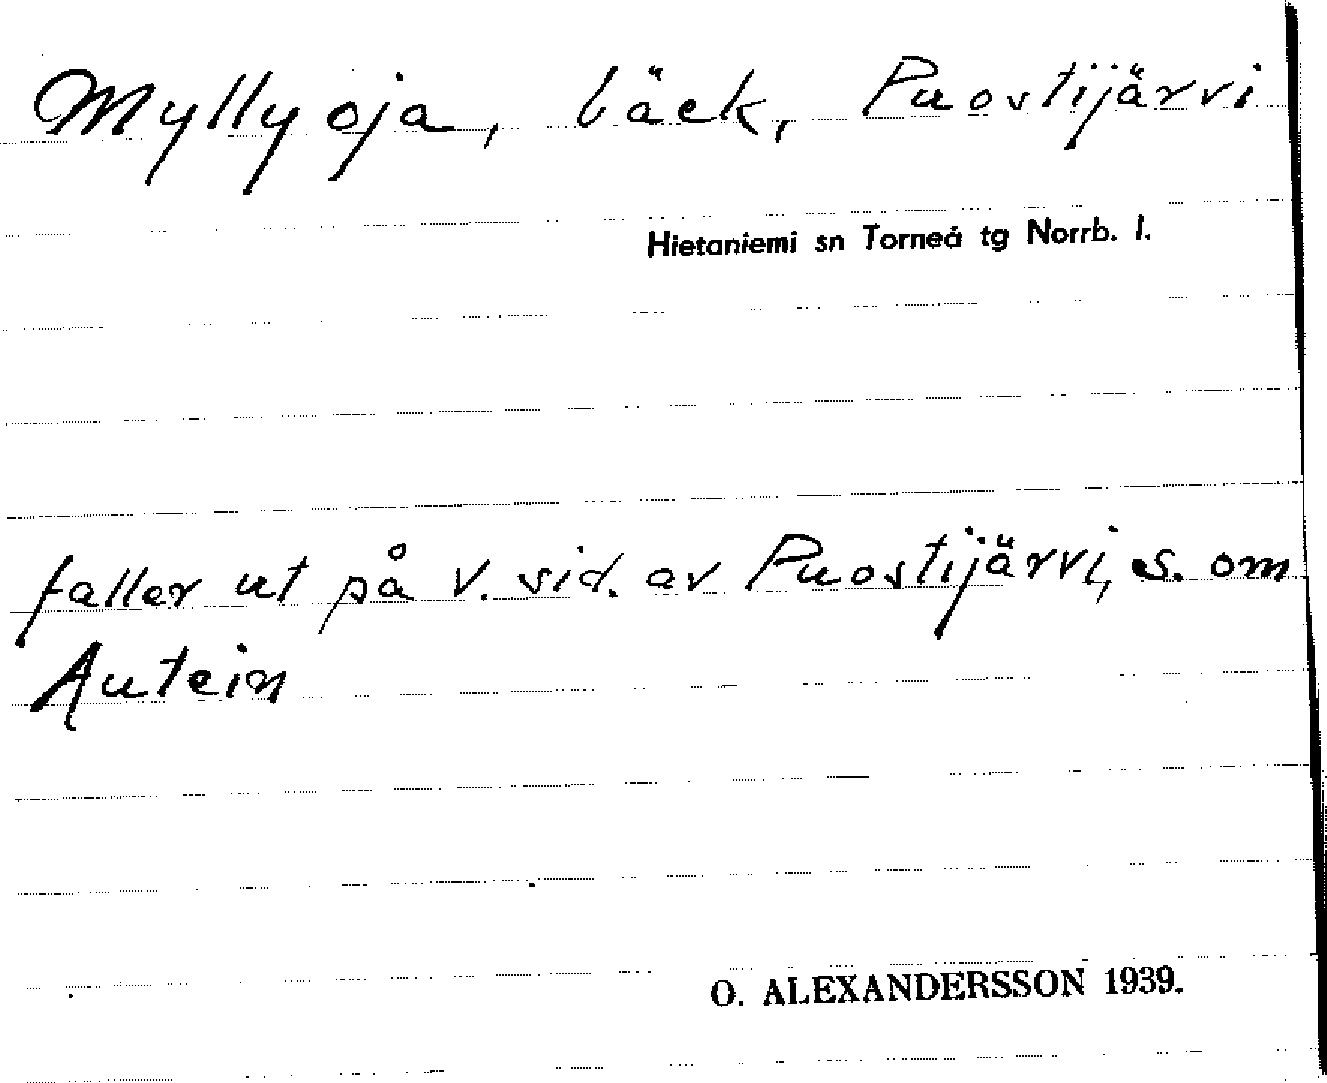 Myllyoja, bäck, Puostijärvi
Hietaniemi sn Torneå tg Norrb. l.
faller ut på v. sid. av Puostijärvi, s. om
Autein
O. ALEXANDERSSON 1939.